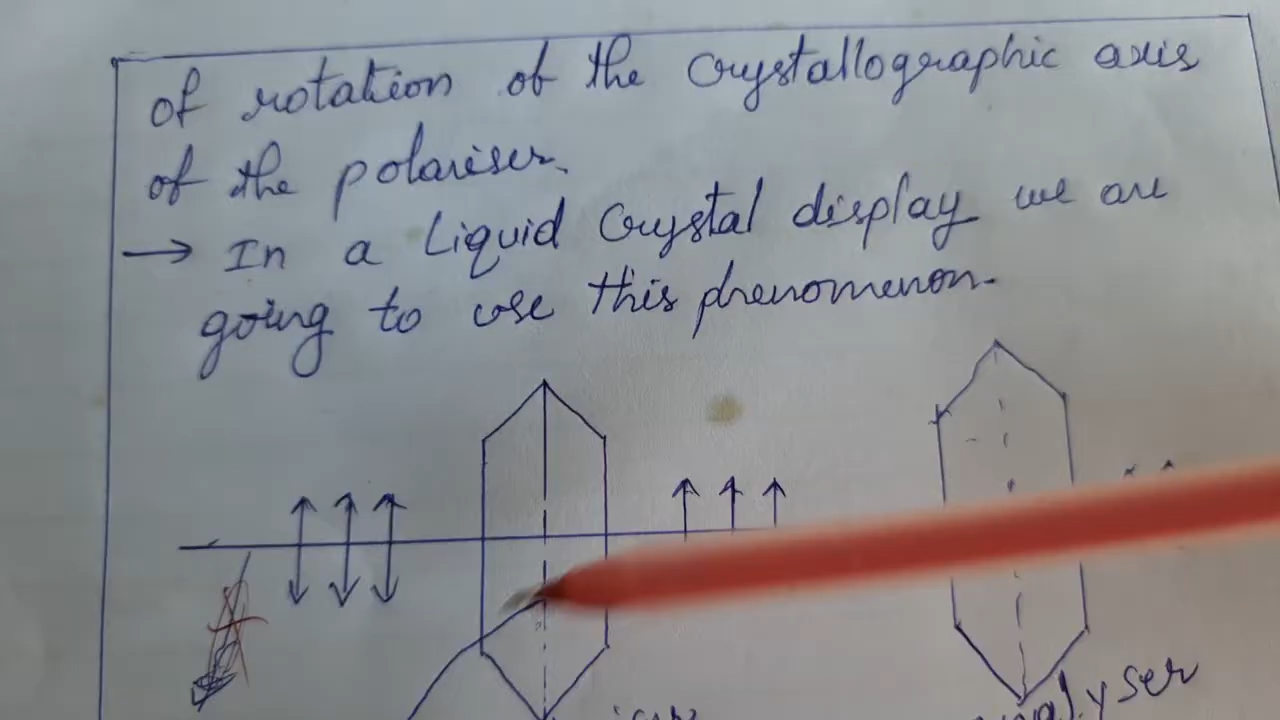 of rotation of the Crystallographic axis
of the polariser.
→ In a Liquid Crystal display we are
going to use this phenomenon.